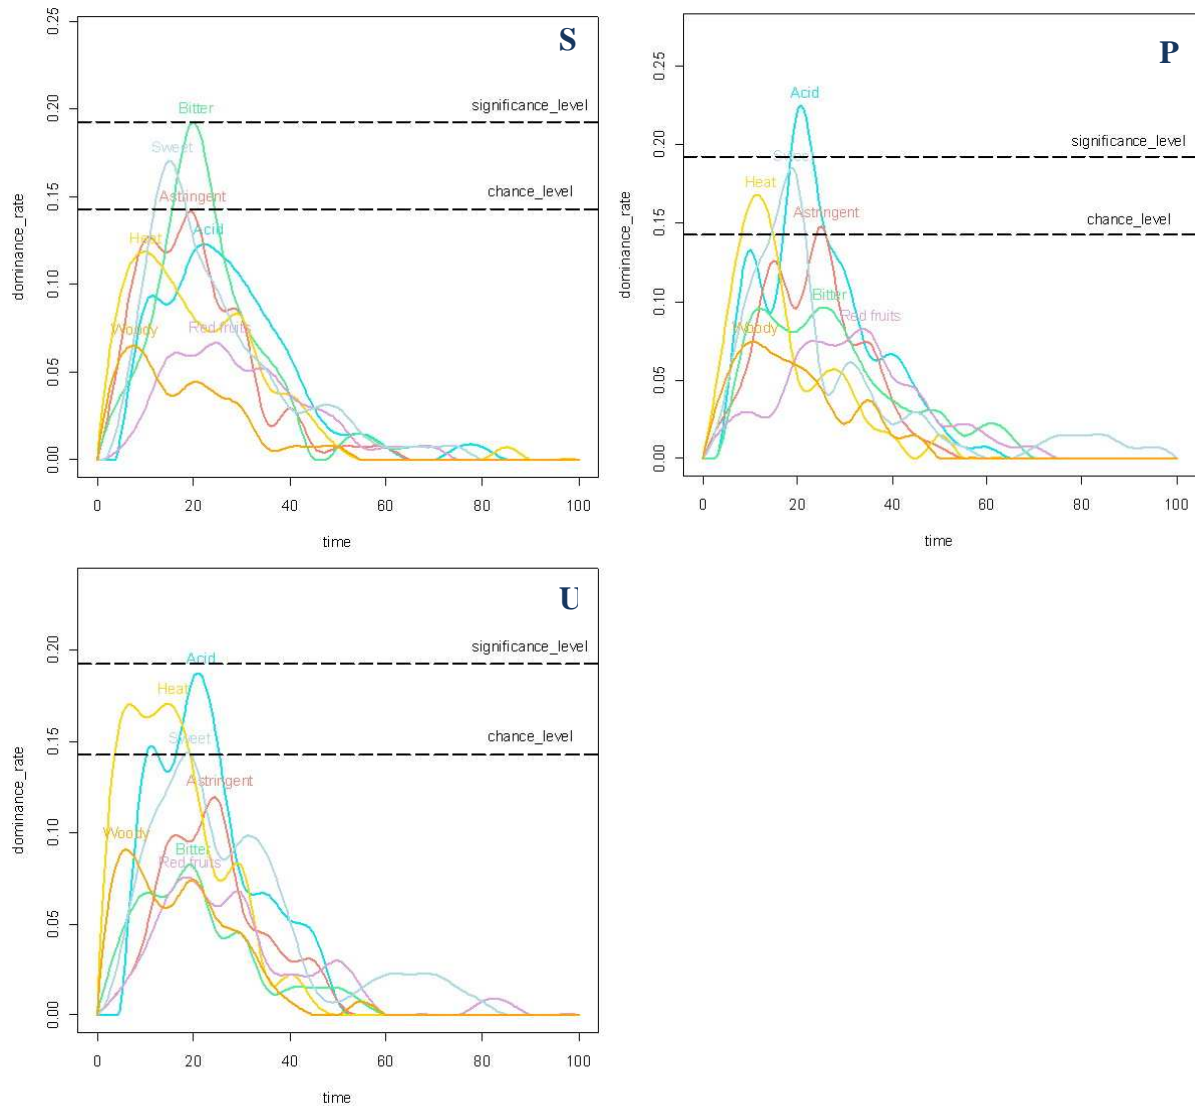 S
0.25
0.20
0.15
0.10
0.05
0.00
dominance_rate
significance_level
chance_level
Bitter
Sweet
Astringent
Acid
Heat
Woody
Red fruits
0 20 40 60 80 100
time
P
0.25
0.20
0.15
0.10
0.05
0.00
dominance_rate
Acid
significance_level
Sweet
Heat
Astringent
chance_level
Bitter
Red fruits
Woody
0 20 40 60 80 100
time
U
0.20
0.15
0.10
0.05
0.00
dominance_rate
significance_level
Acid
Heat
Sweet
chance_level
Astringent
Woody
Bitter
Red fruits
0 20 40 60 80 100
time